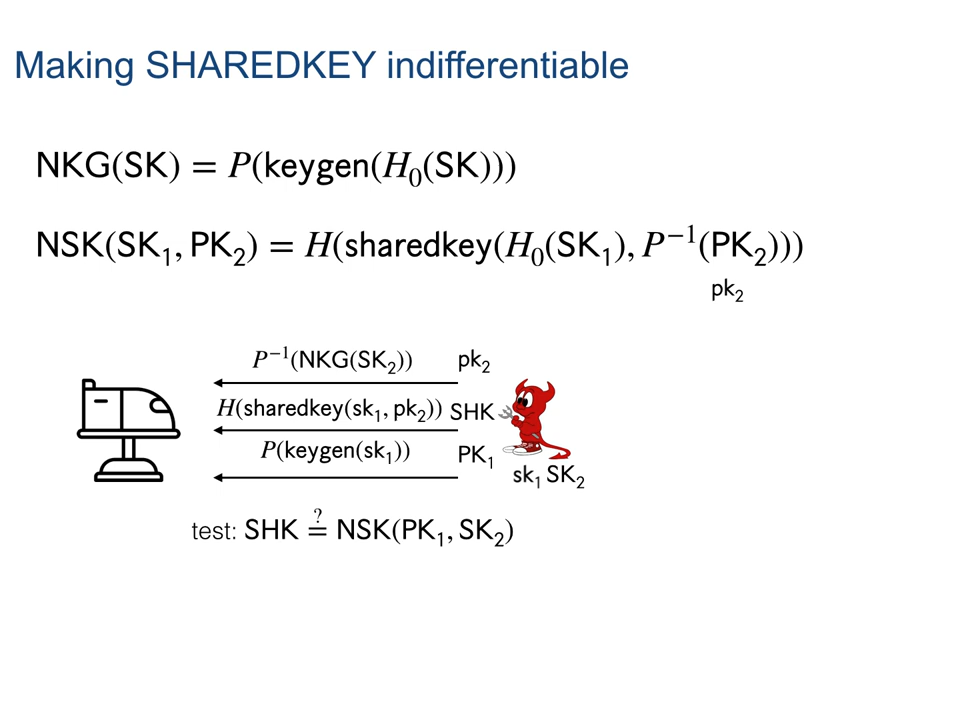 Making SHAREDKEY indifferentiable
NKG(SK) = P(keygen(H₀(SK)))
NSK(SK₁, PK₂) = H(sharedkey(H₀(SK₁), P⁻¹(PK₂)))
pk₂
P⁻¹(NKG(SK₂)) pk₂
H(sharedkey(sk₁, pk₂)) SHK
P(keygen(sk₁)) PK₁
sk₁ SK₂
test: SHK ≟ NSK(PK₁, SK₂)